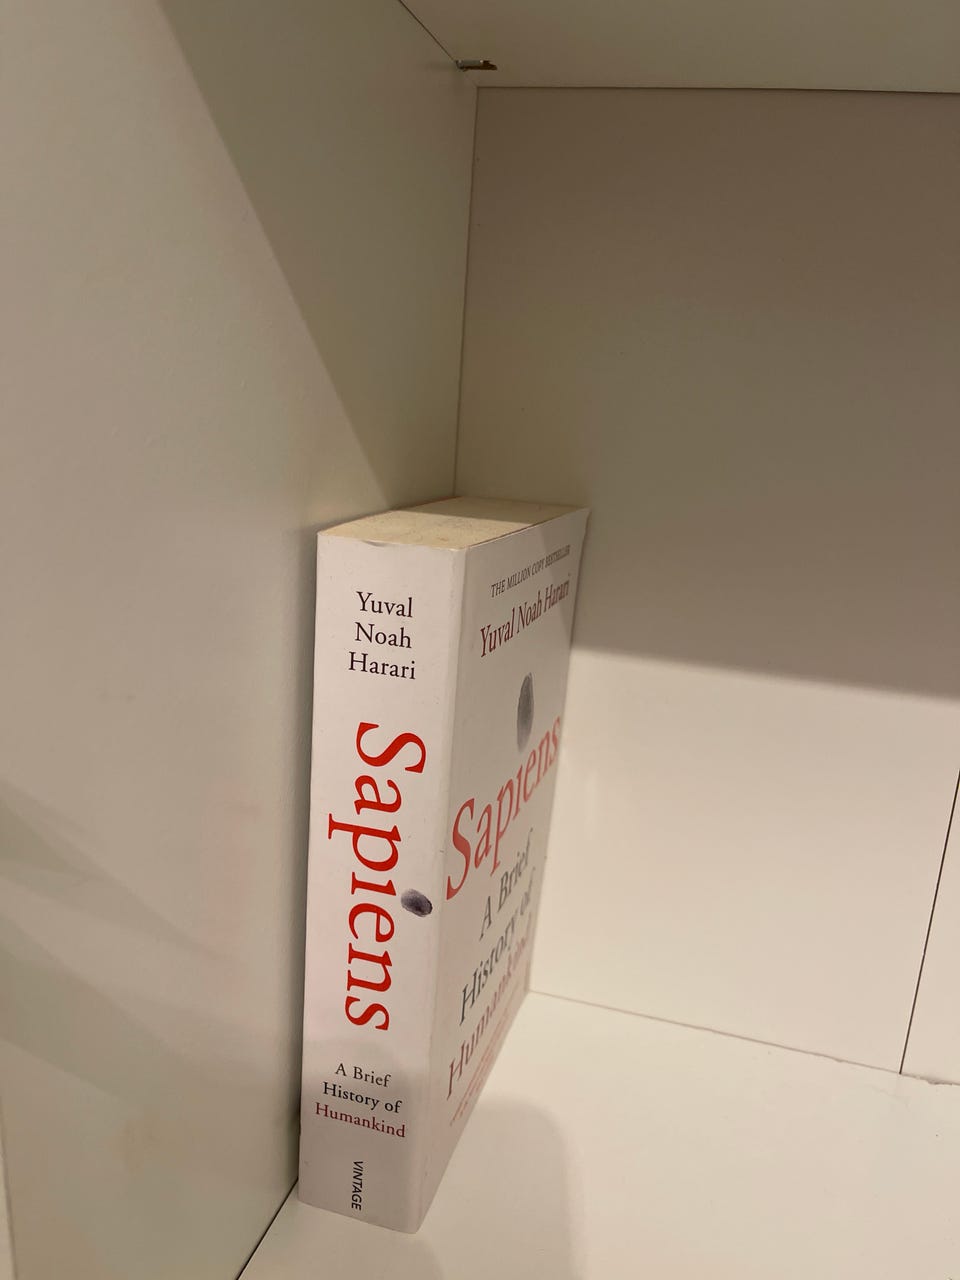 Yuval
Noah
Harari
Sapiens
A Brief
History of
Humankind
VINTAGE
THE MILLION COPY BESTSELLER
Yuval Noah Harari
Sapiens
A Brief
History of
Humankind